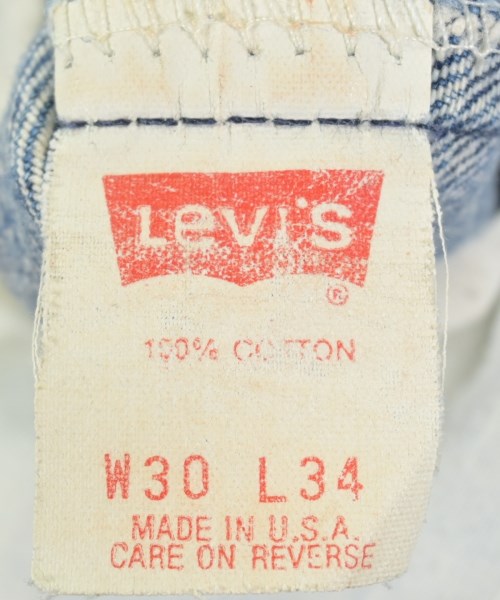 Levi's
®
100% COTTON
W30 L34
MADE IN U.S.A.
CARE ON REVERSE